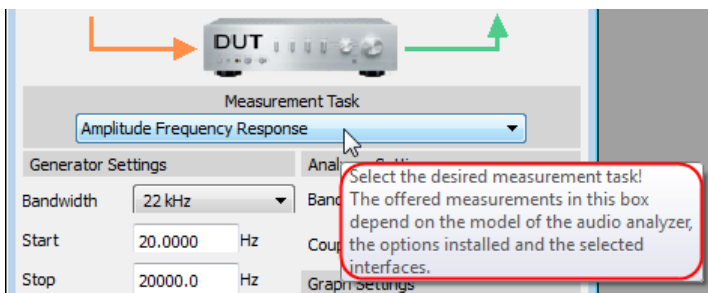 DUT
Measurement Task
Amplitude Frequency Response
Generator Settings
Bandwidth 22 kHz
Start 20.0000 Hz
Stop 20000.0 Hz
Select the desired measurement task!
The offered measurements in this box
depend on the model of the audio analyzer,
the options installed and the selected
interfaces.
Graph Settings